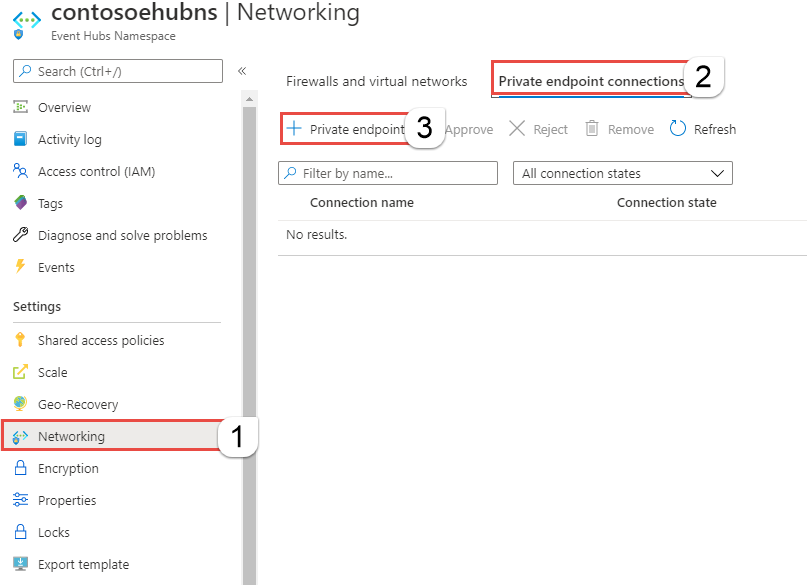 contosoehubns | Networking
Event Hubs Namespace
Search (Ctrl+/)
«
Overview
Activity log
Access control (IAM)
Tags
Diagnose and solve problems
Events
Settings
Shared access policies
Scale
Geo-Recovery
Networking
1
Encryption
Properties
Locks
Export template
Firewalls and virtual networks
Private endpoint connections
2
+ Private endpoint
3
Approve
Reject
Remove
Refresh
Filter by name...
All connection states
Connection name
Connection state
No results.